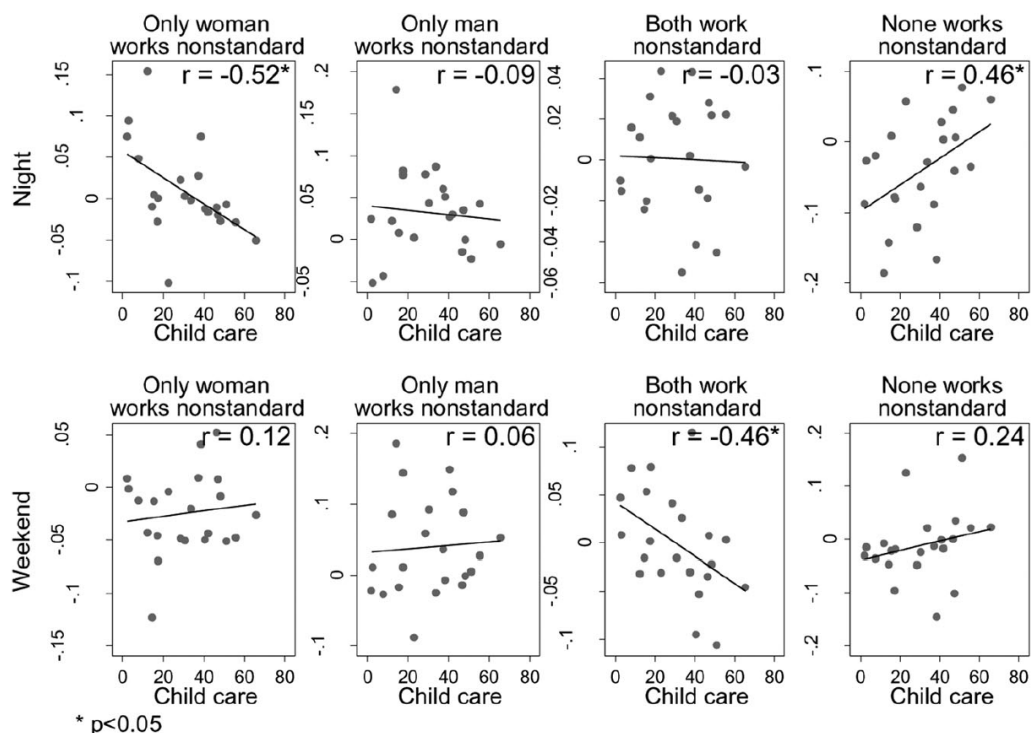 Only woman
works nonstandard
Only man
works nonstandard
Both work
nonstandard
None works
nonstandard
r = -0.52*
r = -0.09
r = -0.03
r = 0.46*
Night
.15
.1
.05
0
-.05
-.1
.2
.1
0
-.05
.04
.02
0
-.02
-.04
-.06
.1
0
-.1
-.2
0 20 40 60 80
0 20 40 60 80
0 20 40 60 80
0 20 40 60 80
Child care
Child care
Child care
Child care
Only woman
works nonstandard
Only man
works nonstandard
Both work
nonstandard
None works
nonstandard
r = 0.12
r = 0.06
r = -0.46*
r = 0.24
Weekend
.05
0
-.05
-.1
-.15
.2
.1
0
-.1
.1
.05
0
-.05
-.1
.2
.1
0
-.1
-.2
0 20 40 60 80
0 20 40 60 80
0 20 40 60 80
0 20 40 60 80
Child care
Child care
Child care
Child care
* p<0.05